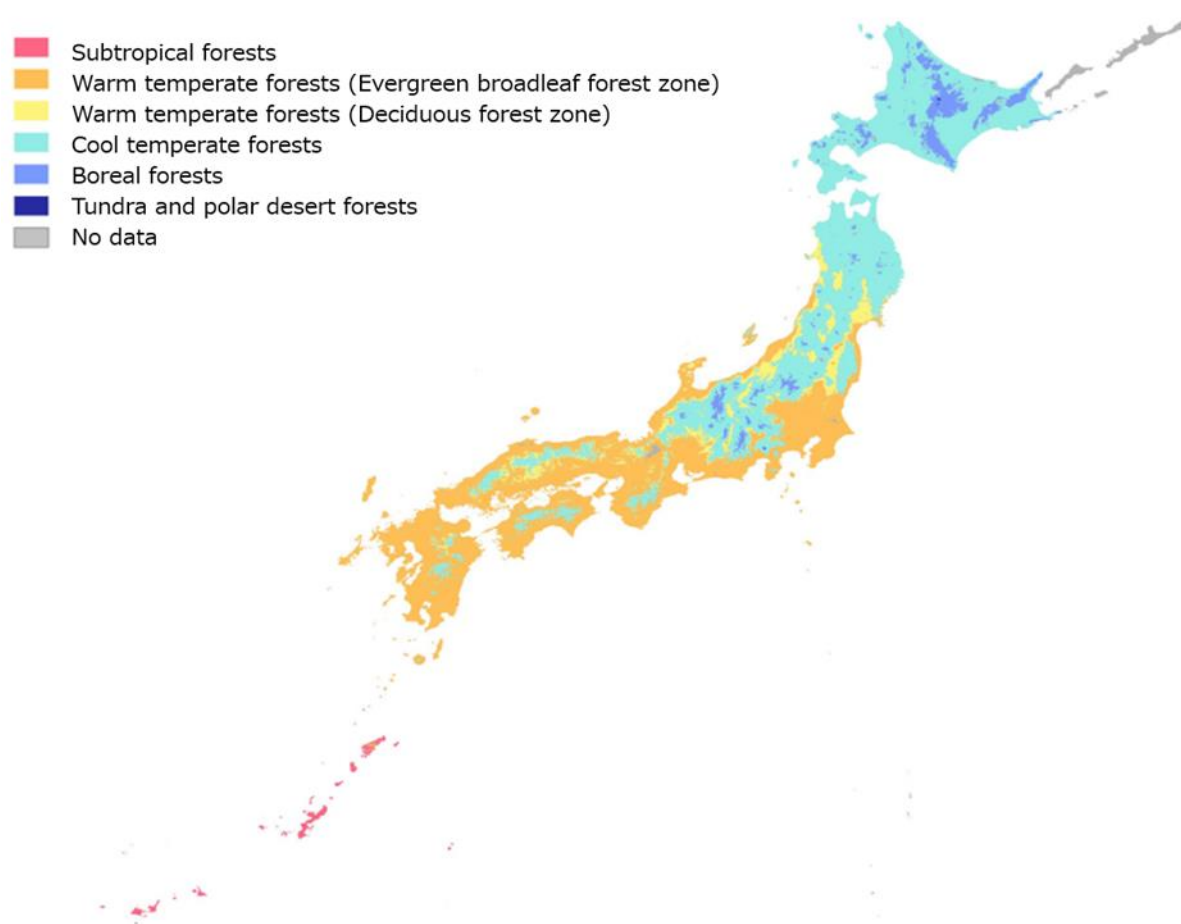 Subtropical forests
Warm temperate forests (Evergreen broadleaf forest zone)
Warm temperate forests (Deciduous forest zone)
Cool temperate forests
Boreal forests
Tundra and polar desert forests
No data